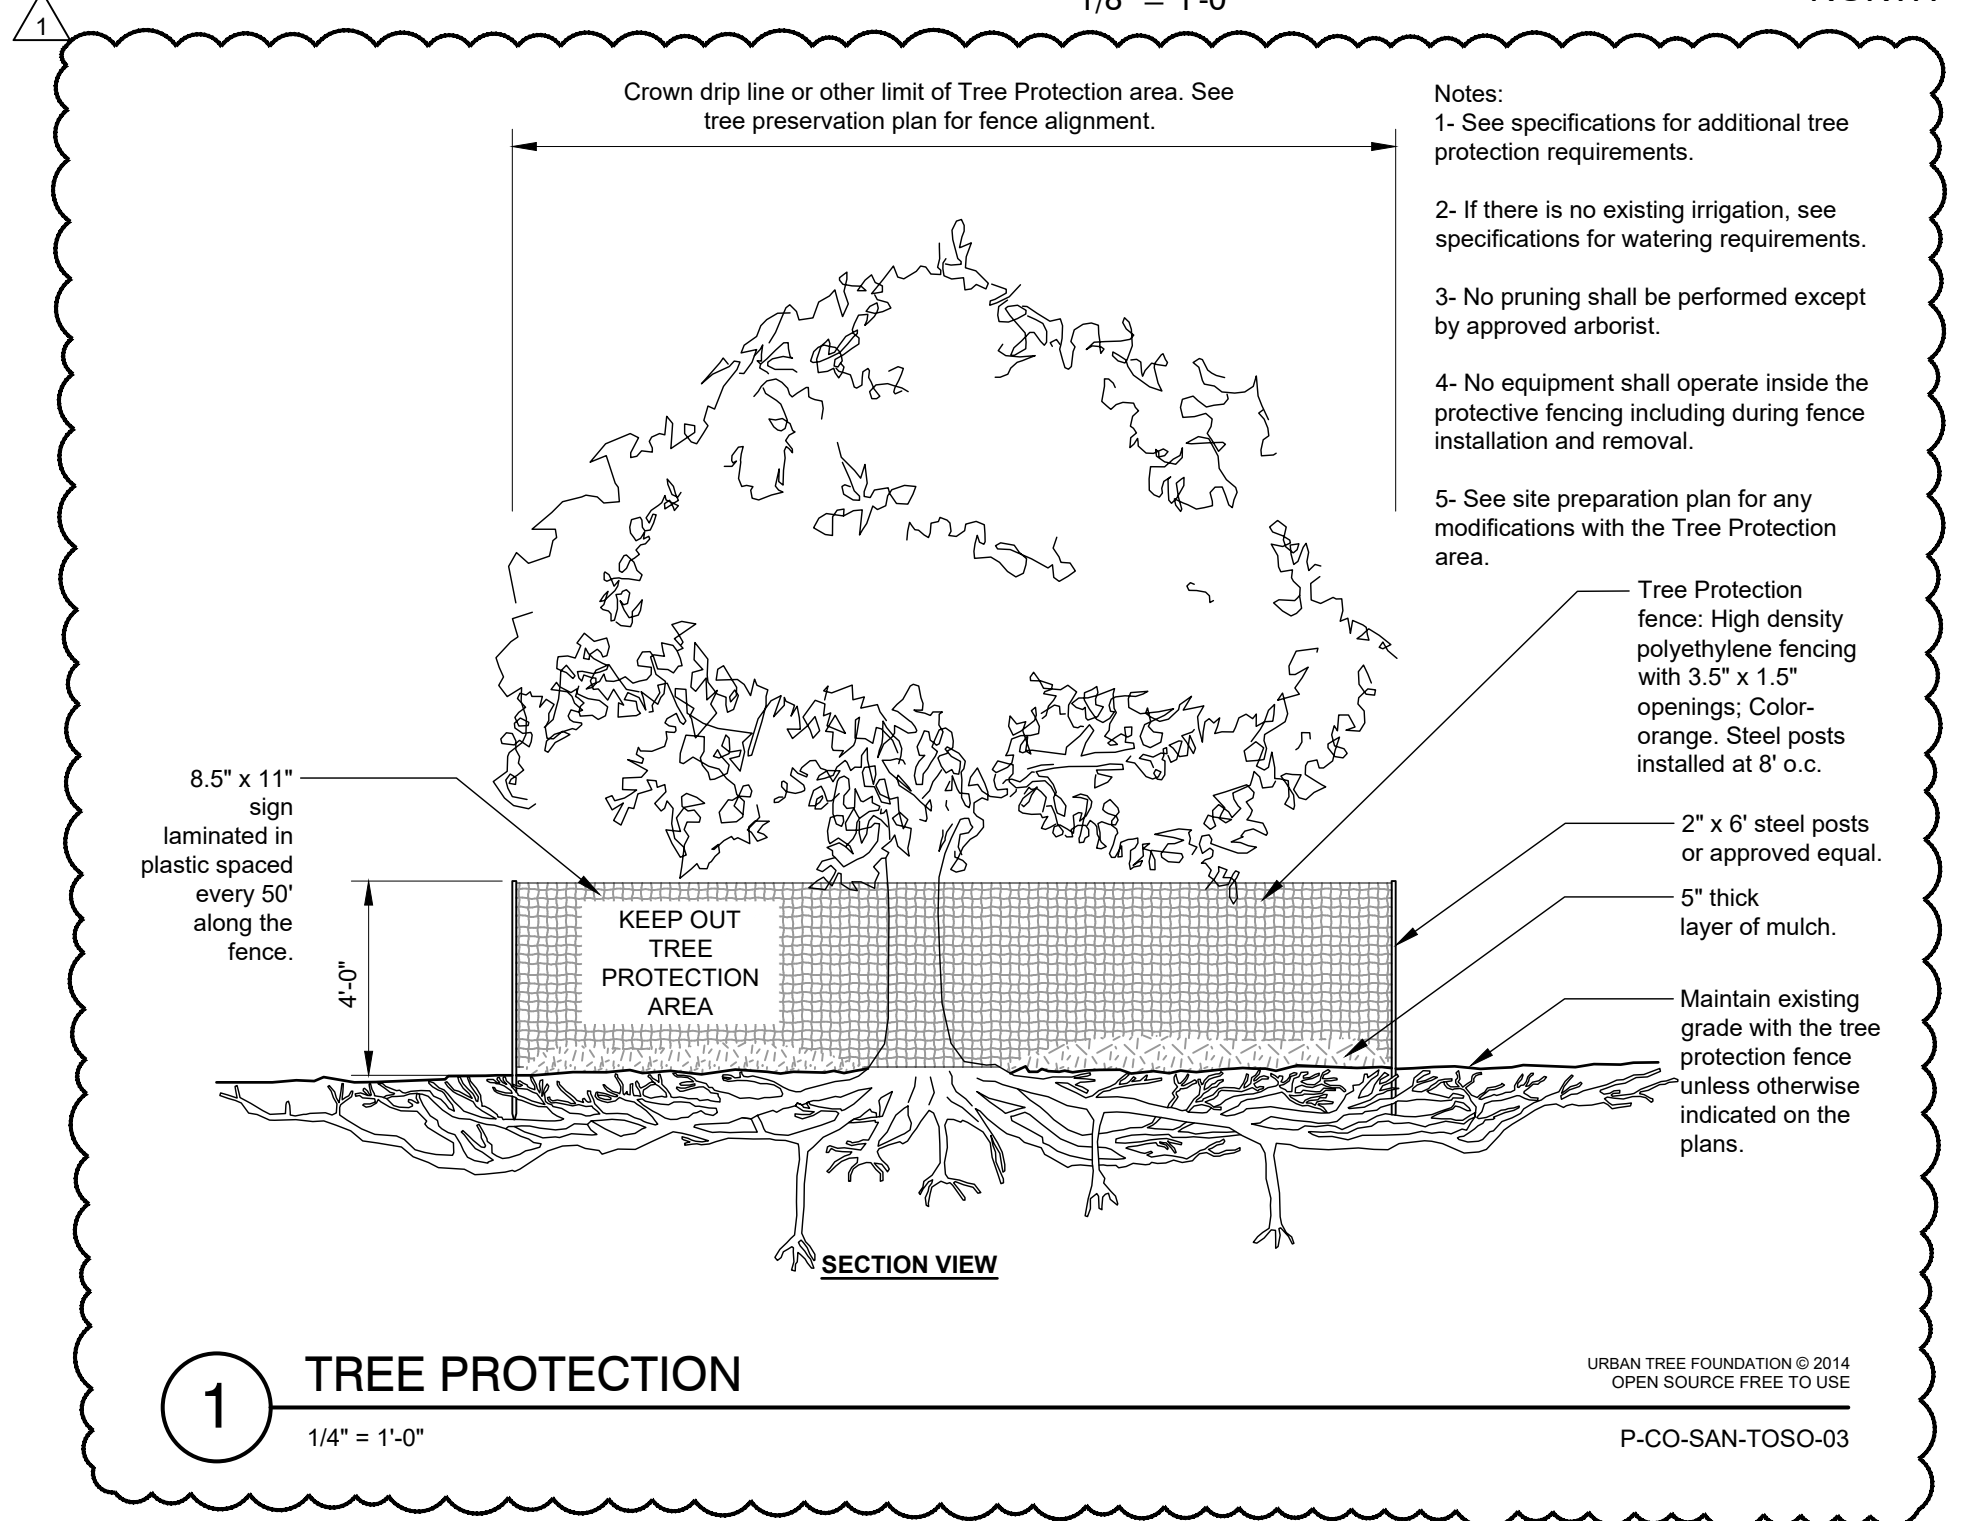 1
1/8" = 1'-0"
NORTH
Crown drip line or other limit of Tree Protection area. See
tree preservation plan for fence alignment.
Notes:
1- See specifications for additional tree
protection requirements.
2- If there is no existing irrigation, see
specifications for watering requirements.
3- No pruning shall be performed except
by approved arborist.
4- No equipment shall operate inside the
protective fencing including during fence
installation and removal.
5- See site preparation plan for any
modifications with the Tree Protection
area.
Tree Protection
fence: High density
polyethylene fencing
with 3.5" x 1.5"
openings; Color-
orange. Steel posts
installed at 8' o.c.
2" x 6' steel posts
or approved equal.
5" thick
layer of mulch.
Maintain existing
grade with the tree
protection fence
unless otherwise
indicated on the
plans.
8.5" x 11"
sign
laminated in
plastic spaced
every 50'
along the
fence.
4'-0"
KEEP OUT
TREE
PROTECTION
AREA
SECTION VIEW
1
TREE PROTECTION
1/4" = 1'-0"
URBAN TREE FOUNDATION © 2014
OPEN SOURCE FREE TO USE
P-CO-SAN-TOSO-03